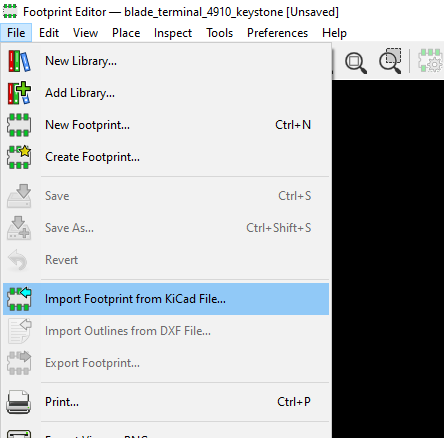 Footprint Editor — blade_terminal_4910_keystone [Unsaved]
File Edit View Place Inspect Tools Preferences Help
New Library...
Add Library...
New Footprint... Ctrl+N
Create Footprint...
Save Ctrl+S
Save As... Ctrl+Shift+S
Revert
Import Footprint from KiCad File...
Import Outlines from DXF File...
Export Footprint...
Print... Ctrl+P